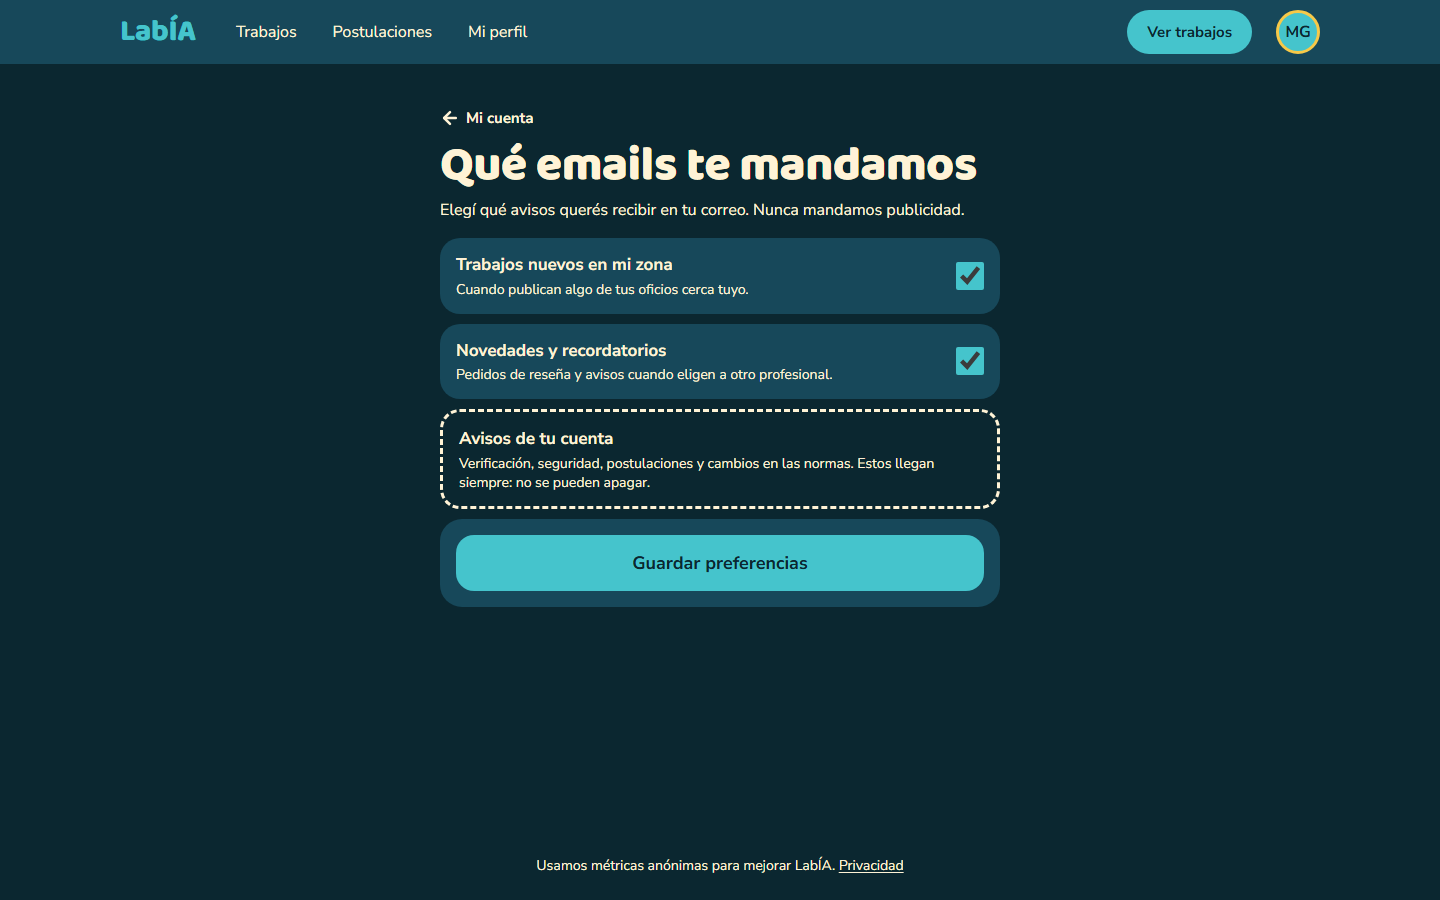 LabÍA
Trabajos
Postulaciones
Mi perfil
Ver trabajos
MG
Mi cuenta
Qué emails te mandamos
Elegí qué avisos querés recibir en tu correo. Nunca mandamos publicidad.
Trabajos nuevos en mi zona
Cuando publican algo de tus oficios cerca tuyo.
Novedades y recordatorios
Pedidos de reseña y avisos cuando eligen a otro profesional.
Avisos de tu cuenta
Verificación, seguridad, postulaciones y cambios en las normas. Estos llegan
siempre: no se pueden apagar.
Guardar preferencias
Usamos métricas anónimas para mejorar LabÍA. Privacidad